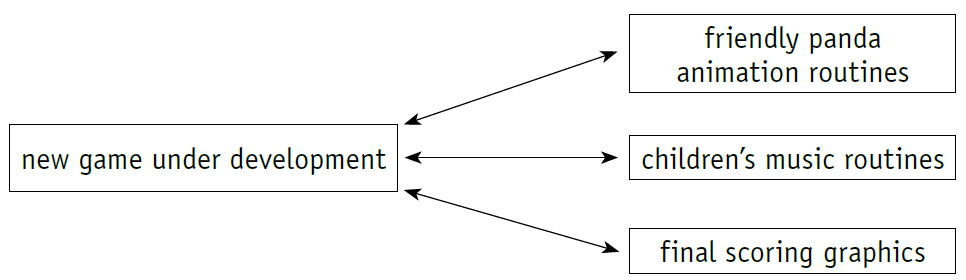 friendly panda
animation routines
new game under development
children's music routines
final scoring graphics